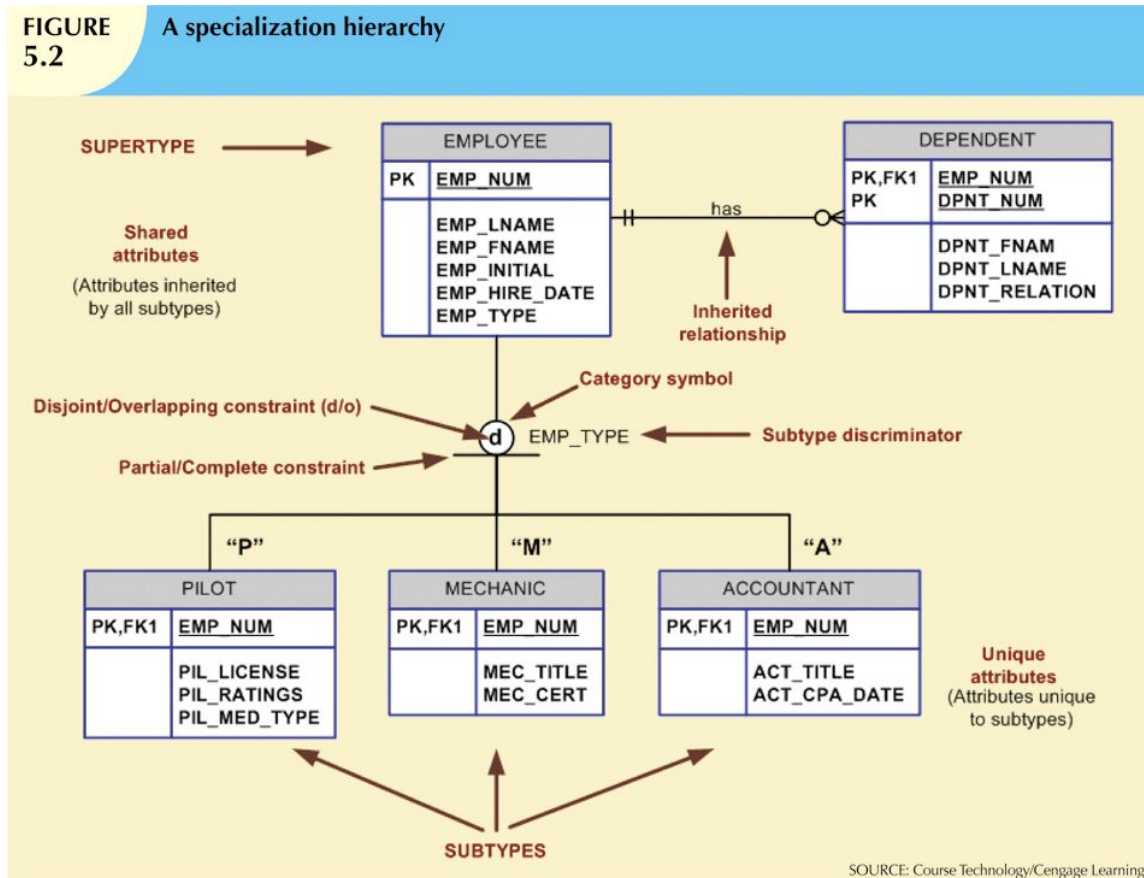 FIGURE
5.2
A specialization hierarchy
SUPERTYPE
EMPLOYEE
PK EMP_NUM
EMP_LNAME
EMP_FNAME
EMP_INITIAL
EMP_HIRE_DATE
EMP_TYPE
DEPENDENT
PK,FK1 EMP_NUM
PK DPNT_NUM
DPNT_FNAM
DPNT_LNAME
DPNT_RELATION
has
Shared
attributes
(Attributes inherited
by all subtypes)
Inherited
relationship
Category symbol
Disjoint/Overlapping constraint (d/o)
d
EMP_TYPE
Subtype discriminator
Partial/Complete constraint
“P”
“M”
“A”
PILOT
PK,FK1 EMP_NUM
PIL_LICENSE
PIL_RATINGS
PIL_MED_TYPE
MECHANIC
PK,FK1 EMP_NUM
MEC_TITLE
MEC_CERT
ACCOUNTANT
PK,FK1 EMP_NUM
ACT_TITLE
ACT_CPA_DATE
Unique
attributes
(Attributes unique
to subtypes)
SUBTYPES
SOURCE: Course Technology/Cengage Learning